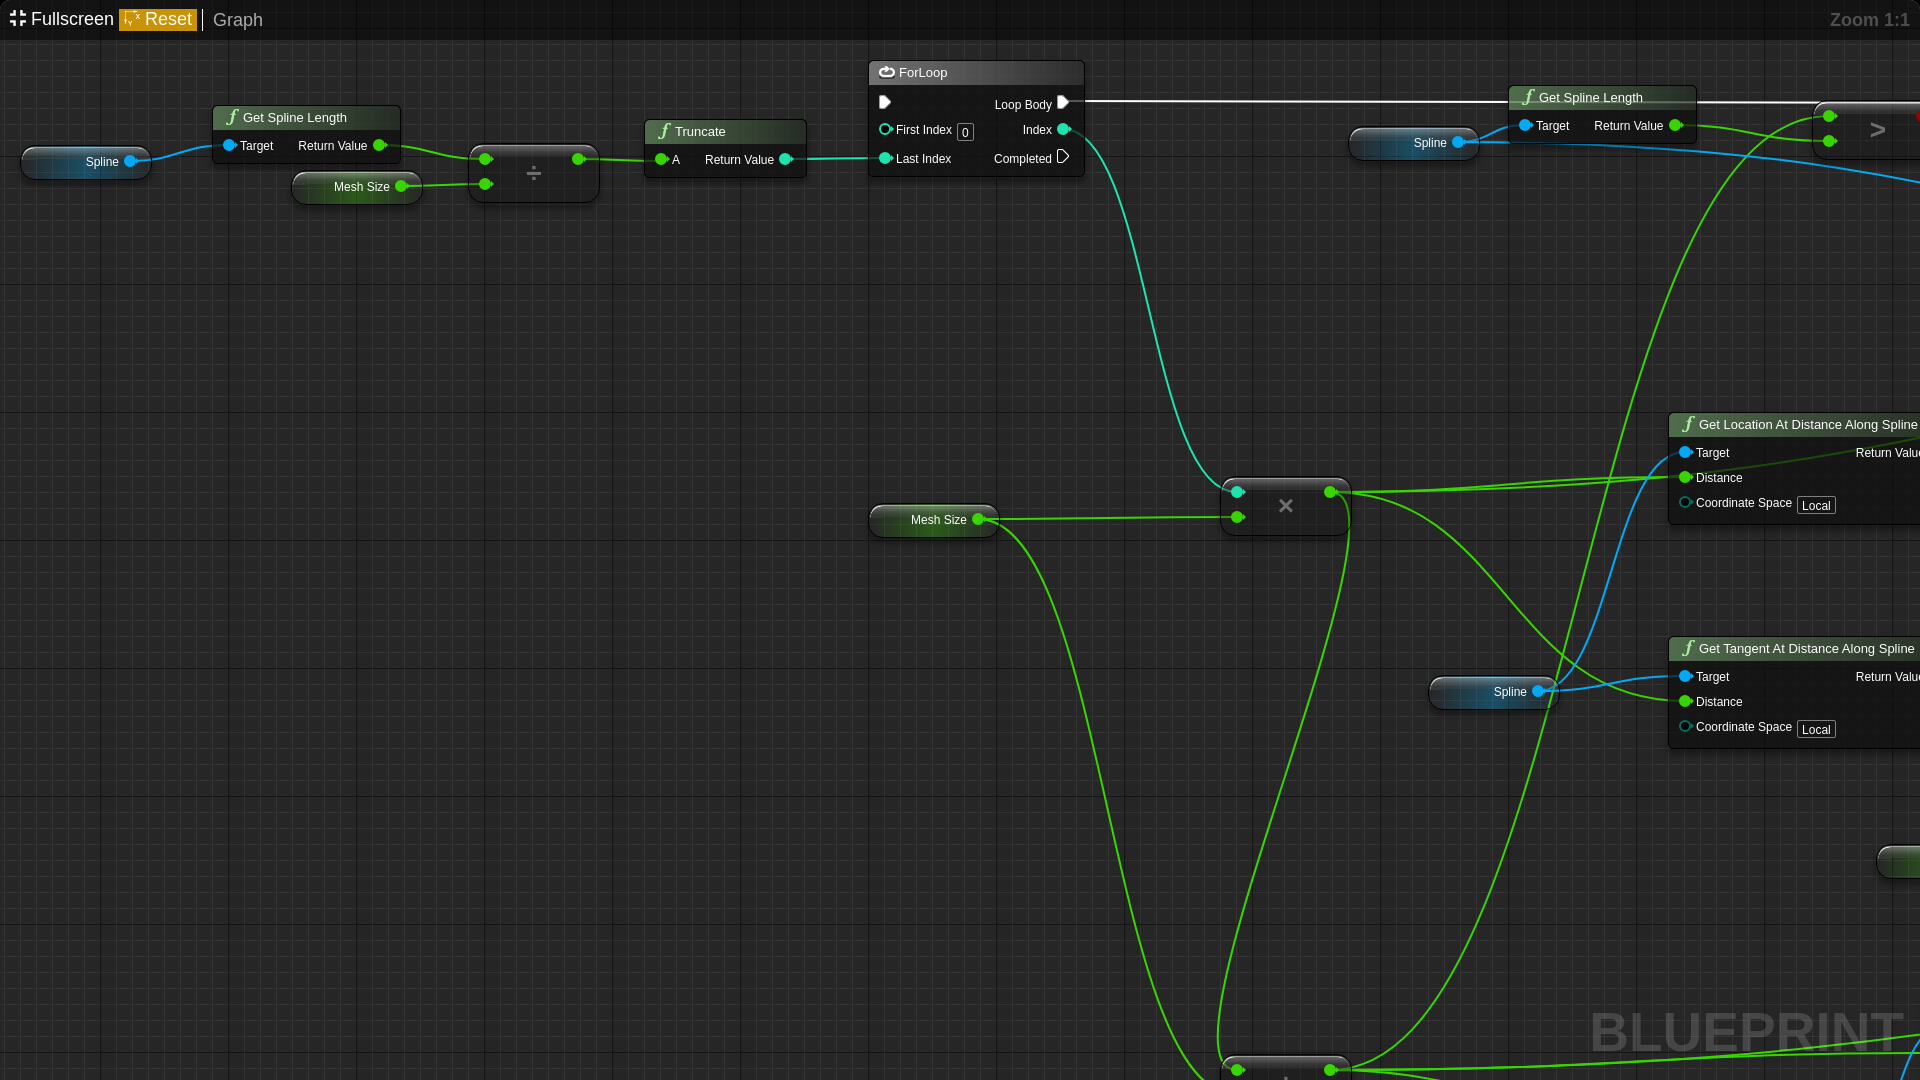 Fullscreen Reset Graph
Zoom 1:1
ForLoop
Loop Body
First Index 0
Index
Last Index
Completed
Get Spline Length
Target
Return Value
Spline
Mesh Size
÷
Truncate
A
Return Value
Get Spline Length
Target
Return Value
Spline
>
Get Location At Distance Along Spline
Target
Return Value
Distance
Coordinate Space Local
Mesh Size
×
Get Tangent At Distance Along Spline
Target
Return Value
Distance
Coordinate Space Local
Spline
BLUEPRINT